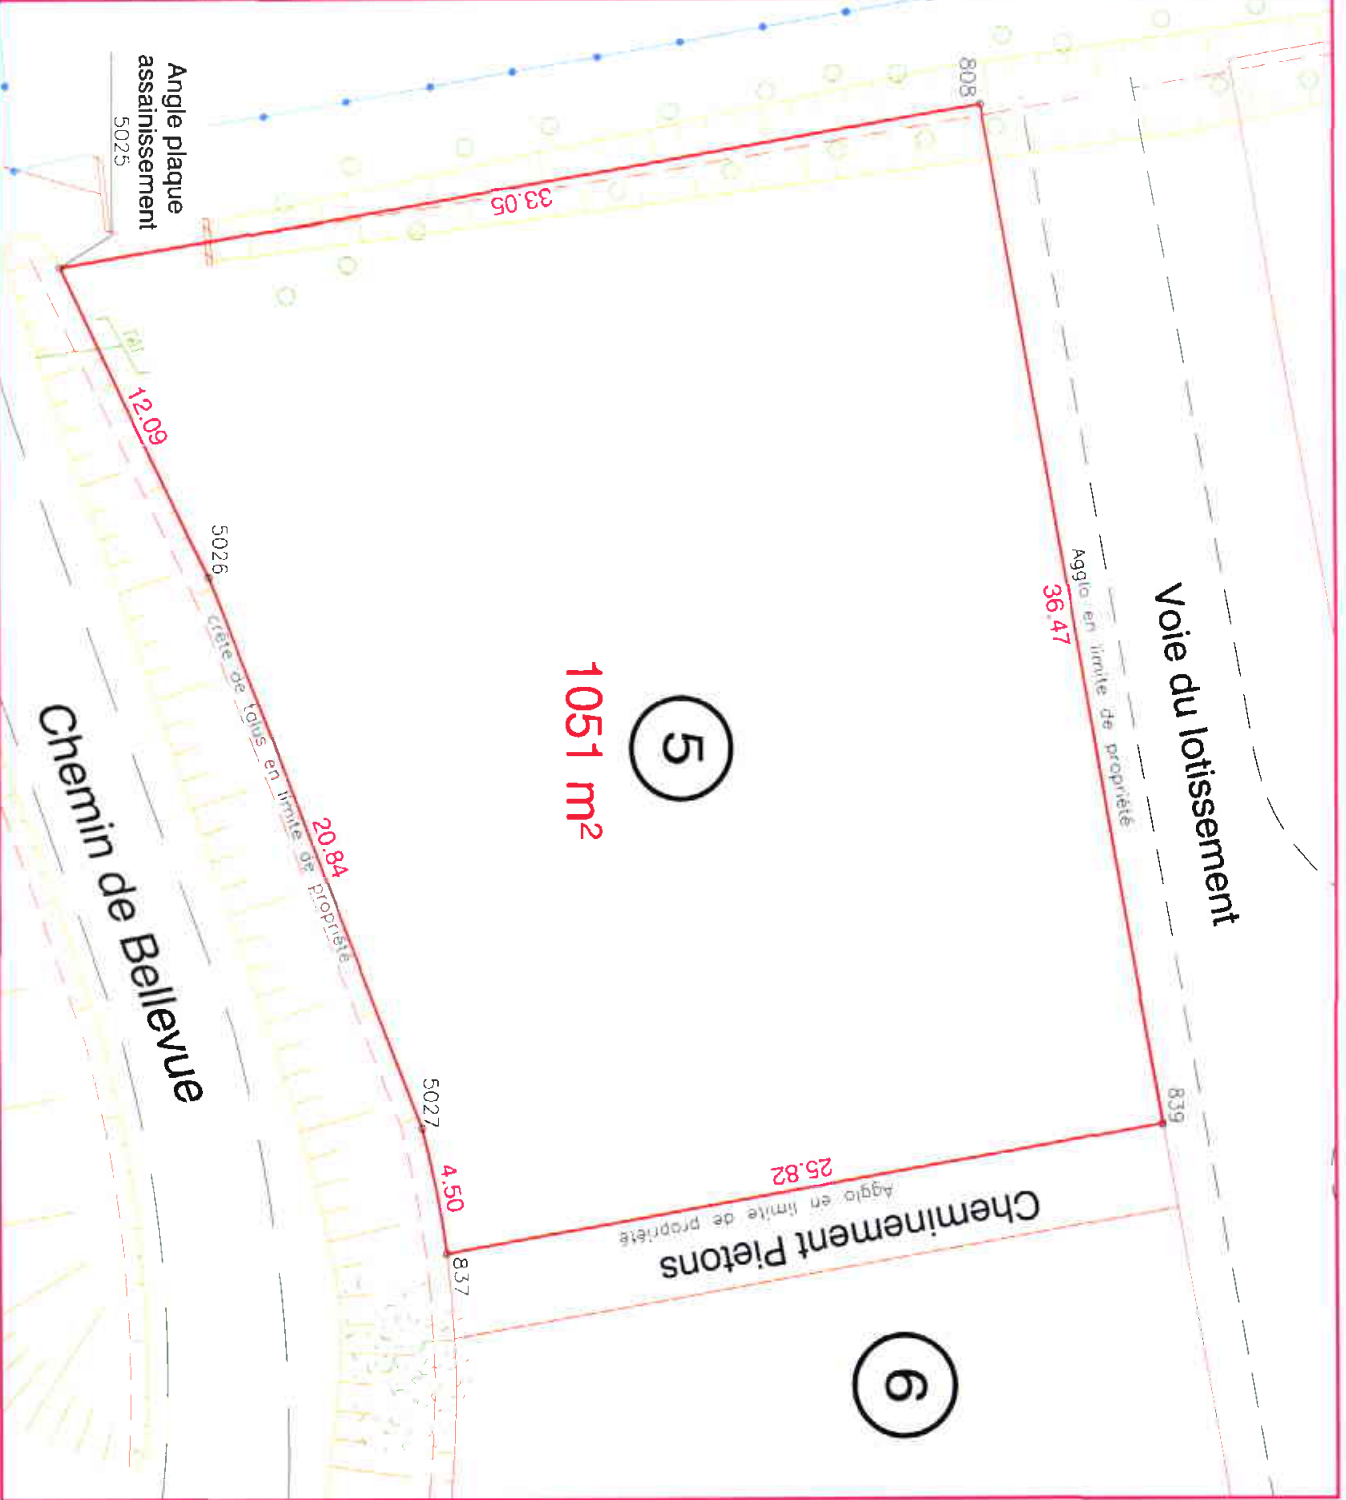 Voie du lotissement
808
839
Agglo en limite de propriété
36.47
33.05
5
1051 m²
25.82
Agglo en limite de propriété
Cheminement Pietons
6
Angle plaque
assainissement
5025
Tél
12.09
5026
crête de talus en limite de propriété
20.84
5027
4.50
837
Chemin de Bellevue